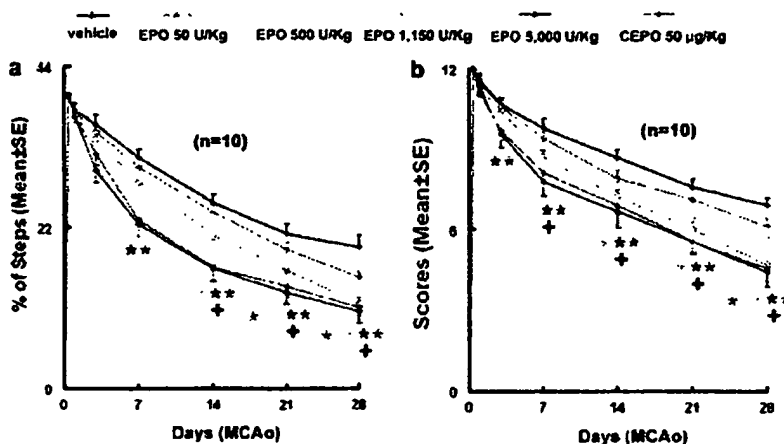 vehicle EPO 50 U/Kg EPO 500 U/Kg EPO 1,150 U/Kg EPO 5,000 U/Kg CEPO 50 µg/Kg
a
44
22
0
% of Steps (Mean±SE)
(n=10)
**
**
+
*
**
+
*
**
+
0 7 14 21 28
Days (MCAo)
b
12
6
0
Scores (Mean±SE)
(n=10)
**
**
+
**
+
**
+
*
**
+
0 7 14 21 28
Days (MCAo)